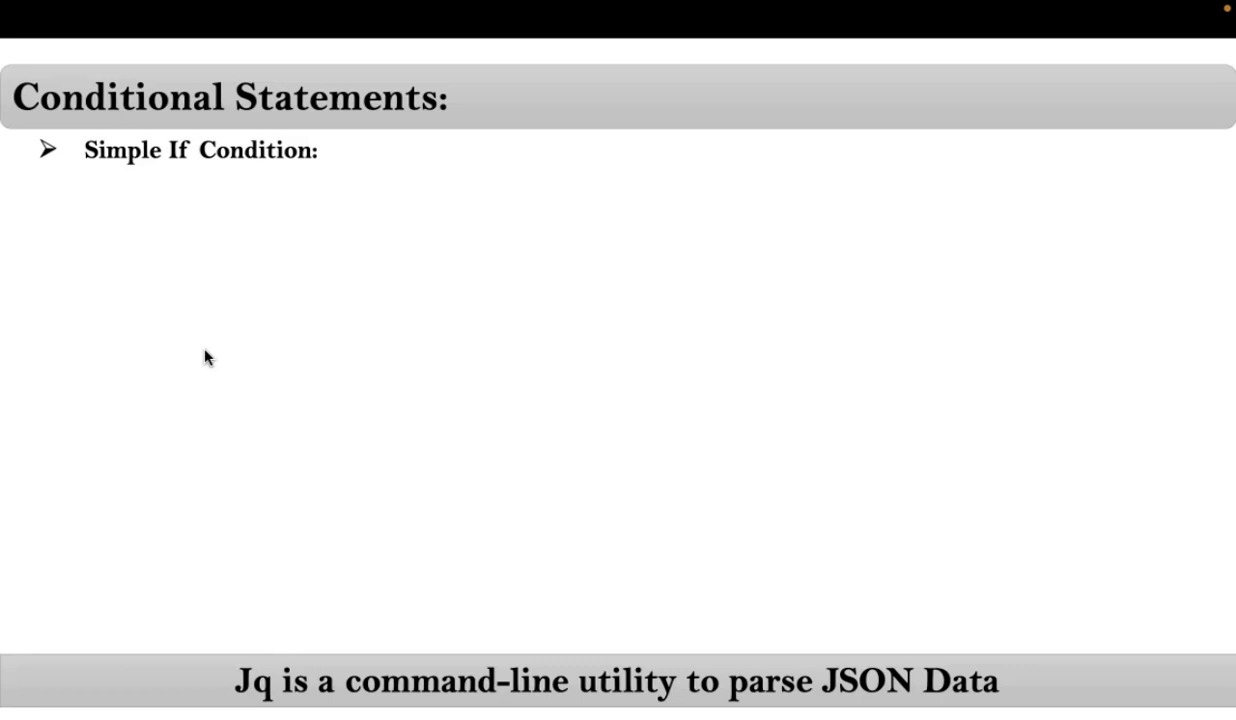 Conditional Statements:
➢ Simple If Condition:
Jq is a command-line utility to parse JSON Data